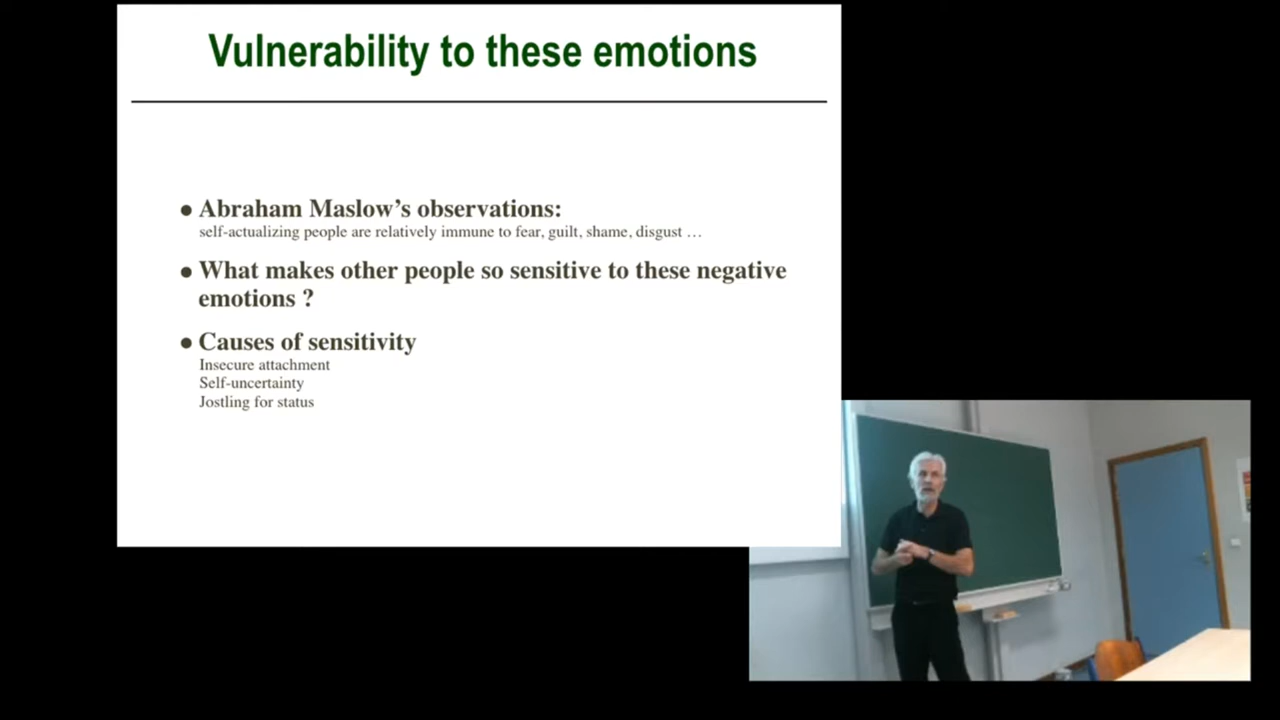 Vulnerability to these emotions
● Abraham Maslow’s observations:
self-actualizing people are relatively immune to fear, guilt, shame, disgust …
● What makes other people so sensitive to these negative
emotions ?
● Causes of sensitivity
Insecure attachment
Self-uncertainty
Jostling for status